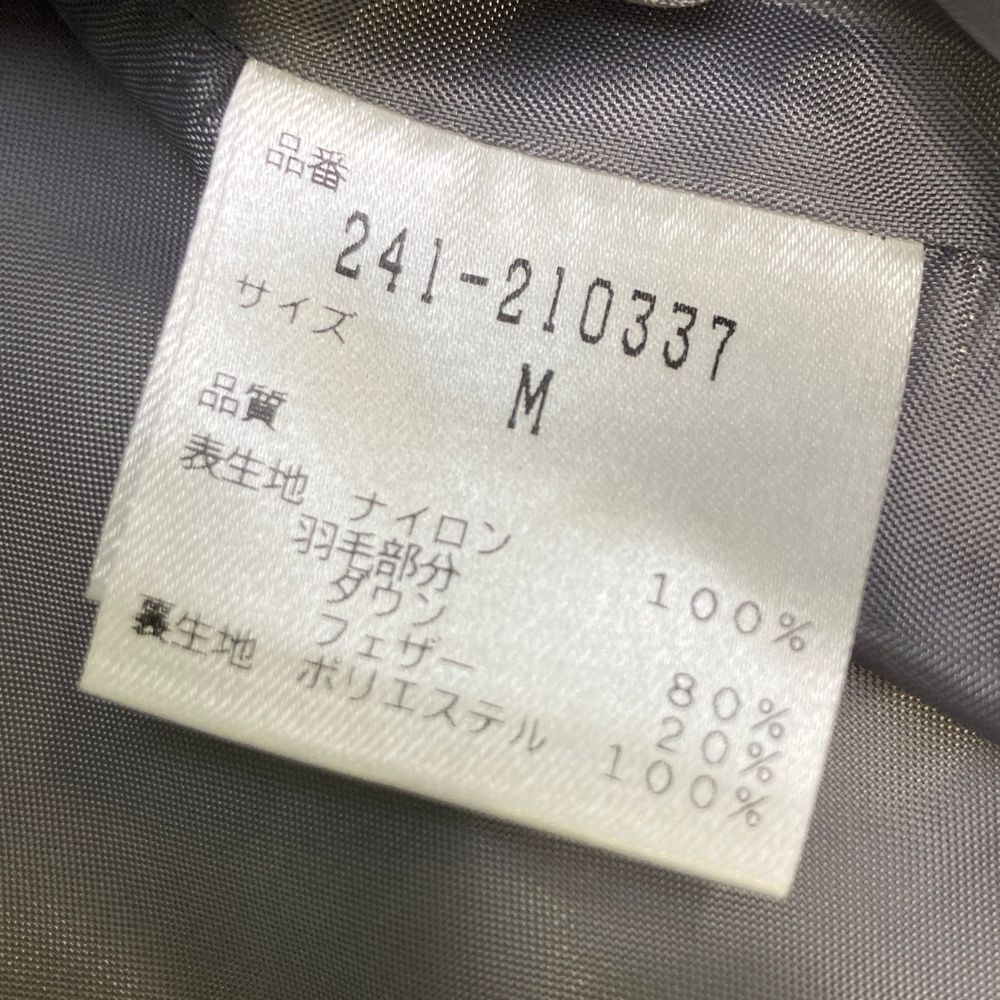 品番
241-210337
サイズ
M
品質
表生地 ナイロン 100%
羽毛部分
ダウン 80%
フェザー 20%
裏生地 ポリエステル 100%